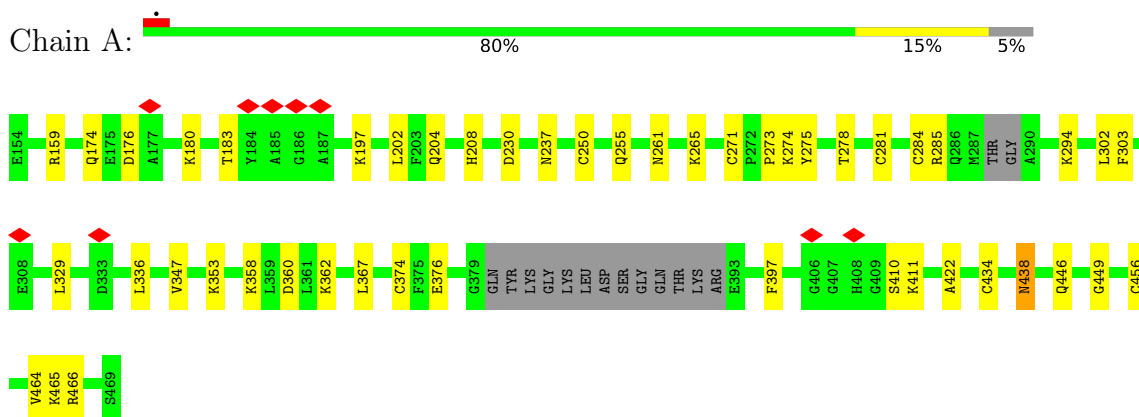 Chain A:
80% 15% 5%
E154 R159 Q174 E175 D176 A177 K180 T183 Y184 A185 G186 A187 K197 L202 F203 Q204 H208 D230 N237 C250 Q255 N261 K265 C271 P272 P273 K274 Y275 T278 C281 C284 R285 Q286 M287 THR GLY A290 K294 L302 F303
E308 L329 D333 L336 V347 K353 K358 L359 D360 L361 K362 L367 C374 F375 E376 G379 GLN TYR LYS GLY LYS LEU ASP SER GLY GLN THR LYS ARG E393 F397 G406 G407 H408 G409 S410 K411 A422 C434 N438 Q446 G449 C456
V464 K465 R466 S469